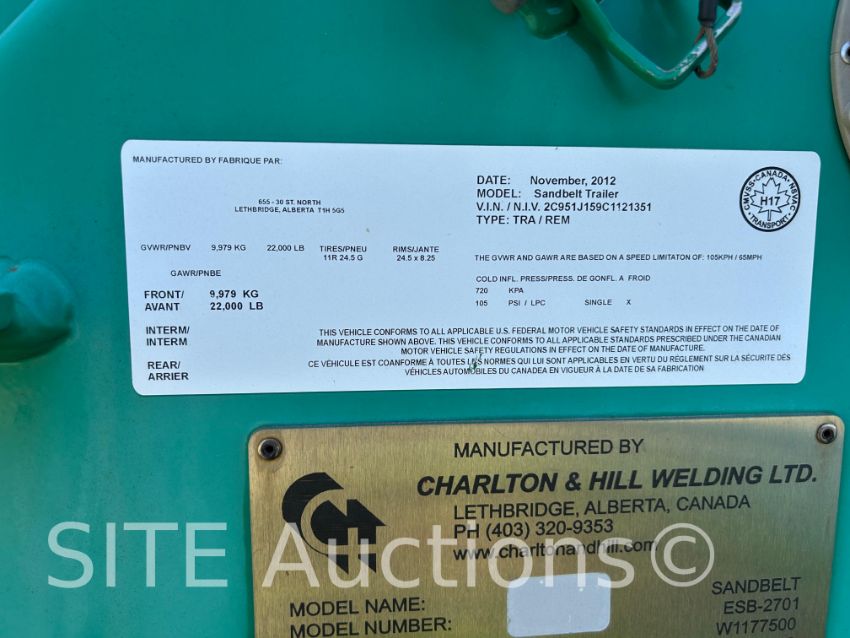 MANUFACTURED BY FABRIQUE PAR:
655 - 30 ST. NORTH
LETHBRIDGE, ALBERTA T1H 5G5
DATE: November, 2012
MODEL: Sandbelt Trailer
V.I.N. / N.I.V. 2C951J159C1121351
TYPE: TRA / REM
CMVSS • CANADA • NSVAC
H17
TRANSPORT
GVWR/PNBV 9,979 KG 22,000 LB TIRES/PNEU RIMS/JANTE
11R 24.5 G 24.5 x 8.25
THE GVWR AND GAWR ARE BASED ON A SPEED LIMITATON OF: 105KPH / 65MPH
GAWR/PNBE
COLD INFL. PRESS/PRESS. DE GONFL. A FROID
720 KPA
105 PSI / LPC SINGLE X
FRONT/ 9,979 KG
AVANT 22,000 LB
INTERM/
INTERM
REAR/
ARRIER
THIS VEHICLE CONFORMS TO ALL APPLICABLE U.S. FEDERAL MOTOR VEHICLE SAFETY STANDARDS IN EFFECT ON THE DATE OF
MANUFACTURE SHOWN ABOVE. THIS VEHICLE CONFORMS TO ALL APPLICABLE STANDARDS PRESCRIBED UNDER THE CANADIAN
MOTOR VEHICLE SAFETY REGULATIONS IN EFFECT ON THE DATE OF MANUFACTURE.
CE VÉHICULE EST COANFORME À TOUTES LES NORMES QUI LUI SONT APPLICABLES EN VERTU DU RÈGLEMENT SUR LA SÉCURITÉ DES
VÉHICLES AUTOMOBILES DU CANADEA EN VIGUEUR À LA DATE DE SA FABRICATION
MANUFACTURED BY
CHARLTON & HILL WELDING LTD.
LETHBRIDGE, ALBERTA, CANADA
PH (403) 320-9353
www.charltonandhill.com
SITE Auctions©
MODEL NAME: SANDBELT
MODEL NUMBER: ESB-2701
W1177500